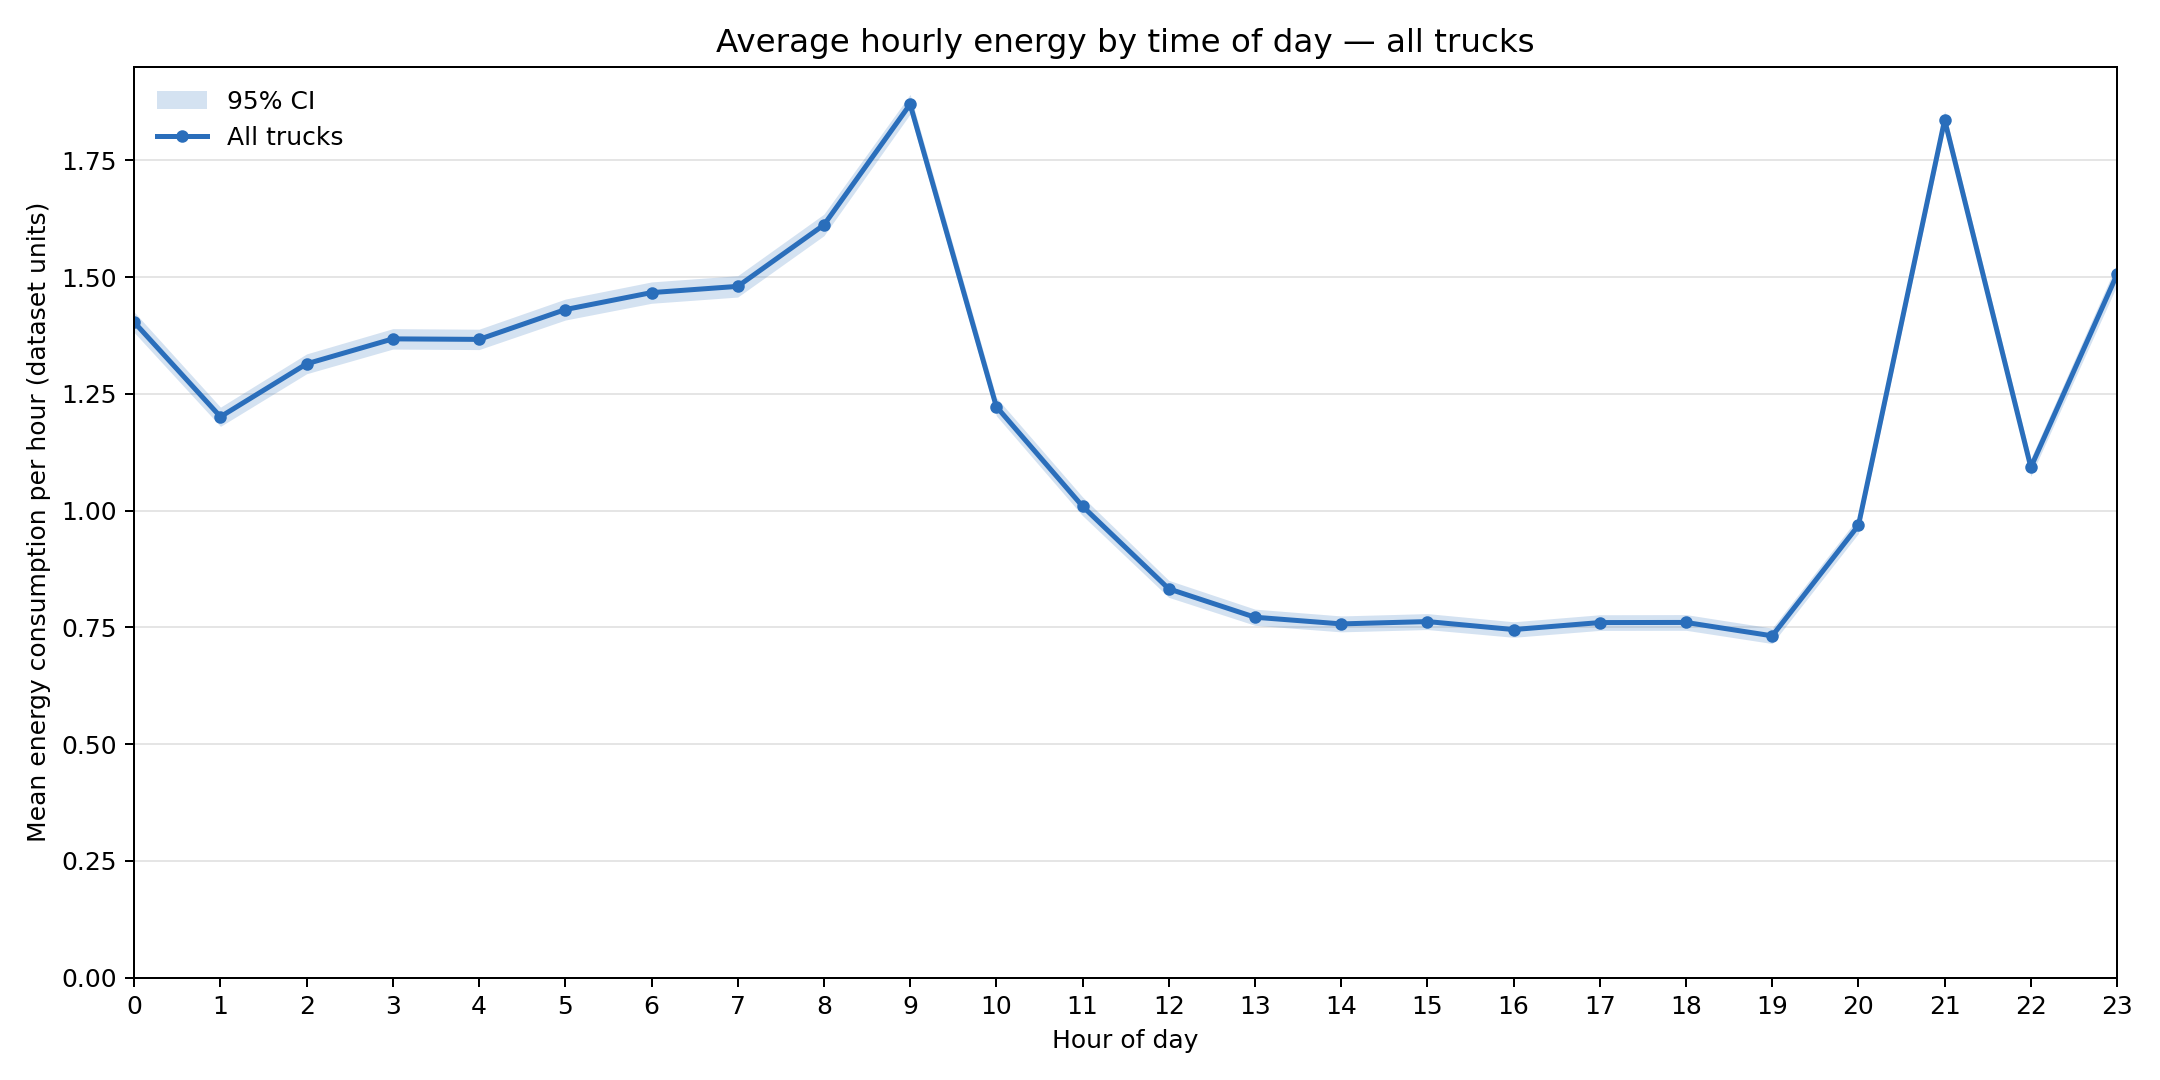 Average hourly energy by time of day — all trucks
95% CI
All trucks
Mean energy consumption per hour (dataset units)
1.75
1.50
1.25
1.00
0.75
0.50
0.25
0.00
0 1 2 3 4 5 6 7 8 9 10 11 12 13 14 15 16 17 18 19 20 21 22 23
Hour of day